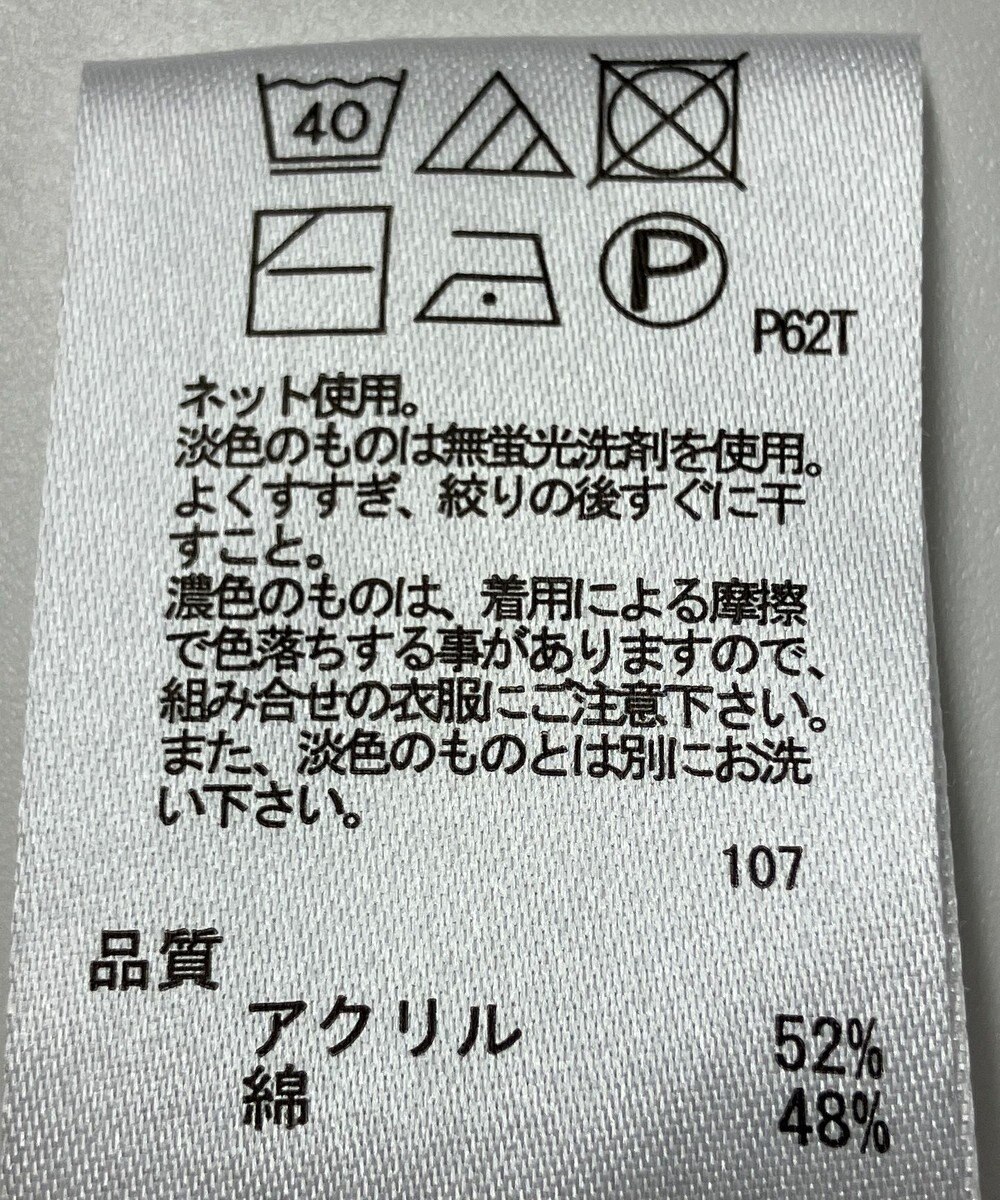 40
P
P62T
ネット使用。
淡色のものは無蛍光洗剤を使用。
よくすすぎ、絞りの後すぐに干
すこと。
濃色のものは、着用による摩擦
で色落ちする事がありますので、
組み合せの衣服にご注意下さい。
また、淡色のものとは別にお洗
い下さい。
107
品質
アクリル 52%
綿 48%